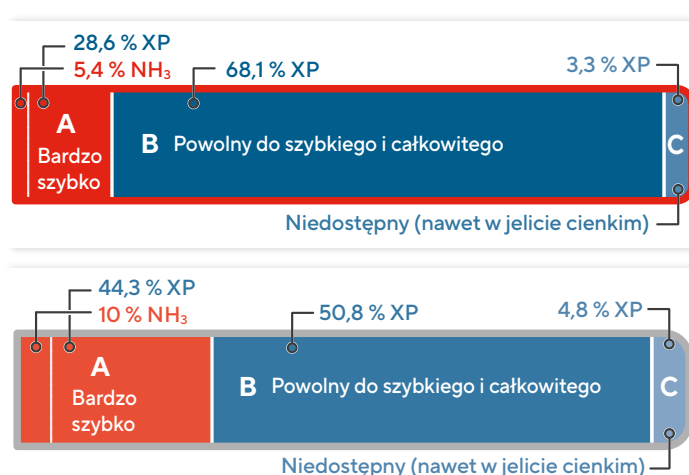 28,6 % XP
5,4 % NH₃
68,1 % XP
3,3 % XP
A
Bardzo
szybko
B Powolny do szybkiego i całkowitego
C
Niedostępny (nawet w jelicie cienkim)
44,3 % XP
10 % NH₃
50,8 % XP
4,8 % XP
A
Bardzo
szybko
B Powolny do szybkiego i całkowitego
C
Niedostępny (nawet w jelicie cienkim)